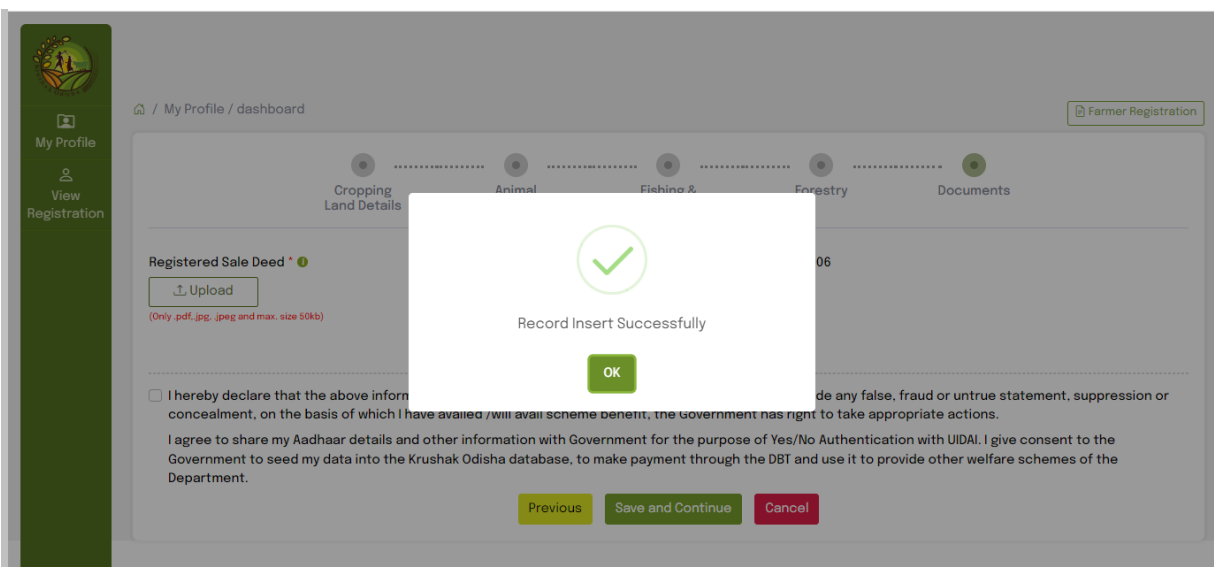 My Profile
View
Registration
/ My Profile / dashboard
Farmer Registration
Cropping
Land Details
Animal
Fishing &
Forestry
Documents
Registered Sale Deed *
Upload
(Only .pdf,.jpg, .jpeg and max. size 50kb)
06
Record Insert Successfully
OK
I hereby declare that the above inform de any false, fraud or untrue statement, suppression or
concealment, on the basis of which I have availed /will avail scheme benefit, the Government has right to take appropriate actions.
I agree to share my Aadhaar details and other information with Government for the purpose of Yes/No Authentication with UIDAI. I give consent to the
Government to seed my data into the Krushak Odisha database, to make payment through the DBT and use it to provide other welfare schemes of the
Department.
Previous
Save and Continue
Cancel